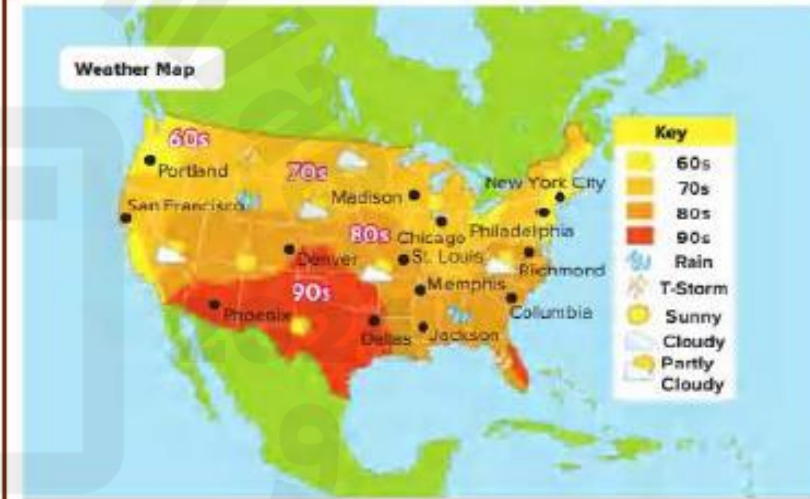 Weather Map
60s
Portland
70s
San Francisco
Madison
New York City
80s
Chicago
Philadelphia
Denver
St. Louis
Richmond
90s
Memphis
Phoenix
Columbia
Dallas
Jackson
Key
60s
70s
80s
90s
Rain
T-Storm
Sunny
Cloudy
Partly
Cloudy